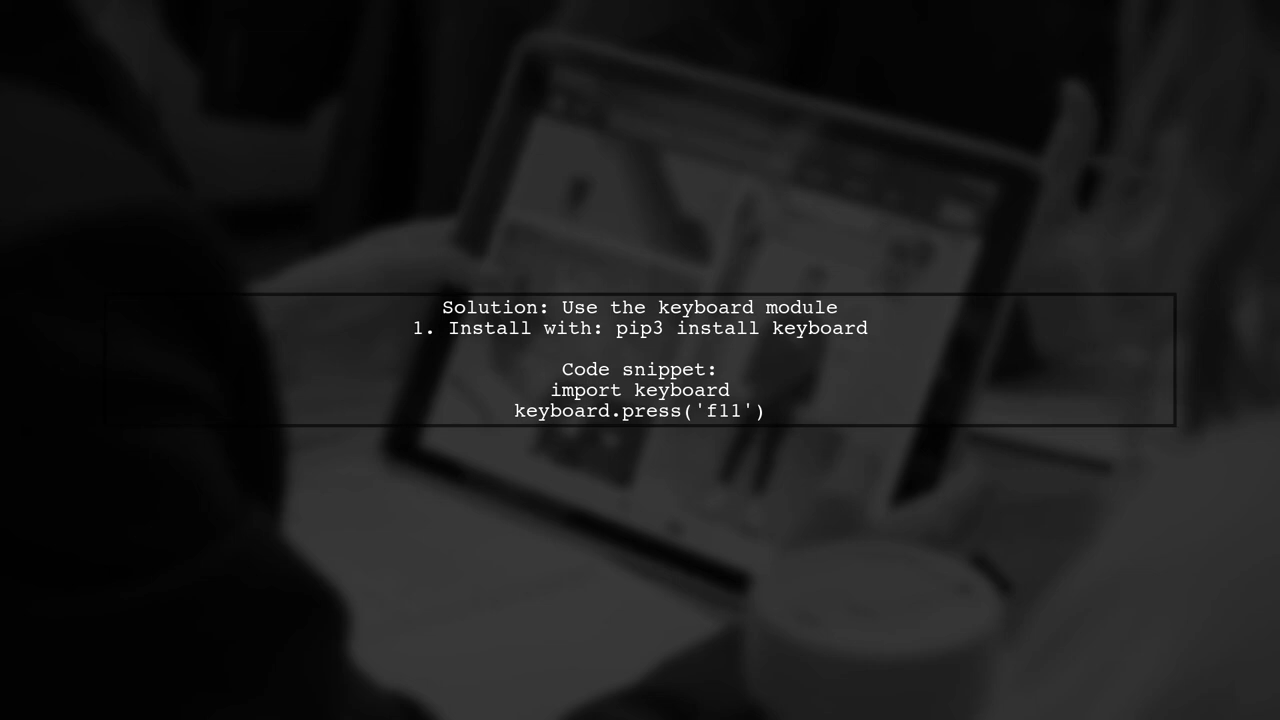 Solution: Use the keyboard module
1. Install with: pip3 install keyboard
Code snippet:
import keyboard
keyboard.press('f11')